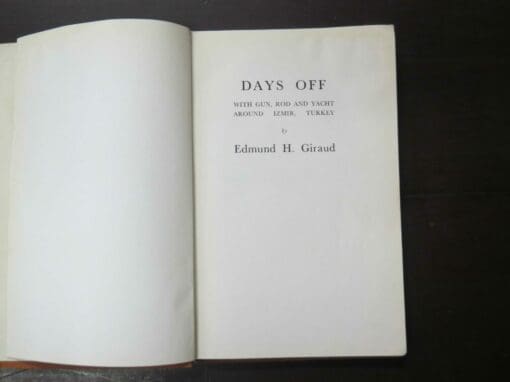 DAYS OFF
WITH GUN, ROD AND YACHT
AROUND IZMIR, TURKEY
by
Edmund H. Giraud